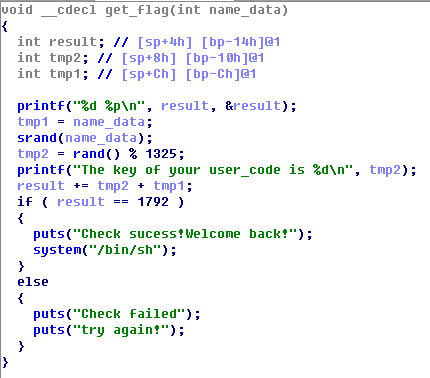 void __cdecl get_flag(int name_data)
{
  int result; // [sp+4h] [bp-14h]@1
  int tmp2; // [sp+8h] [bp-10h]@1
  int tmp1; // [sp+Ch] [bp-Ch]@1

  printf("%d %p\n", result, &result);
  tmp1 = name_data;
  srand(name_data);
  tmp2 = rand() % 1325;
  printf("The key of your user_code is %d\n", tmp2);
  result += tmp2 + tmp1;
  if ( result == 1792 )
  {
    puts("Check sucess!Welcome back!");
    system("/bin/sh");
  }
  else
  {
    puts("Check failed");
    puts("try again!");
  }
}